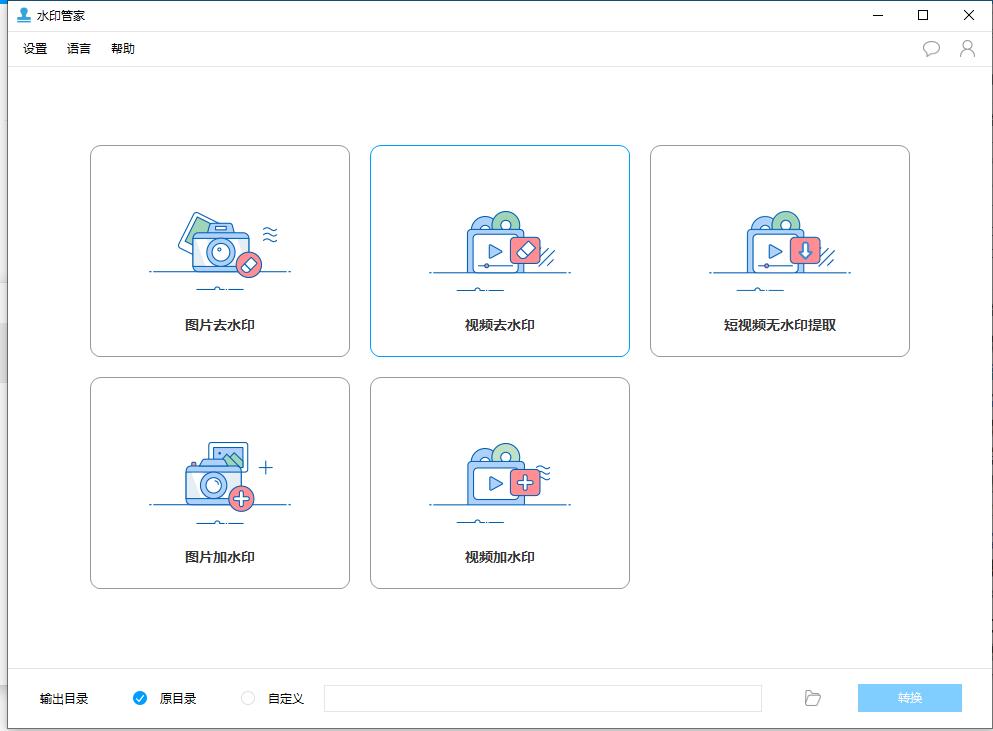 水印管家
设置 语言 帮助
图片去水印 视频去水印 短视频无水印提取
图片加水印 视频加水印
输出目录 原目录 自定义 转换